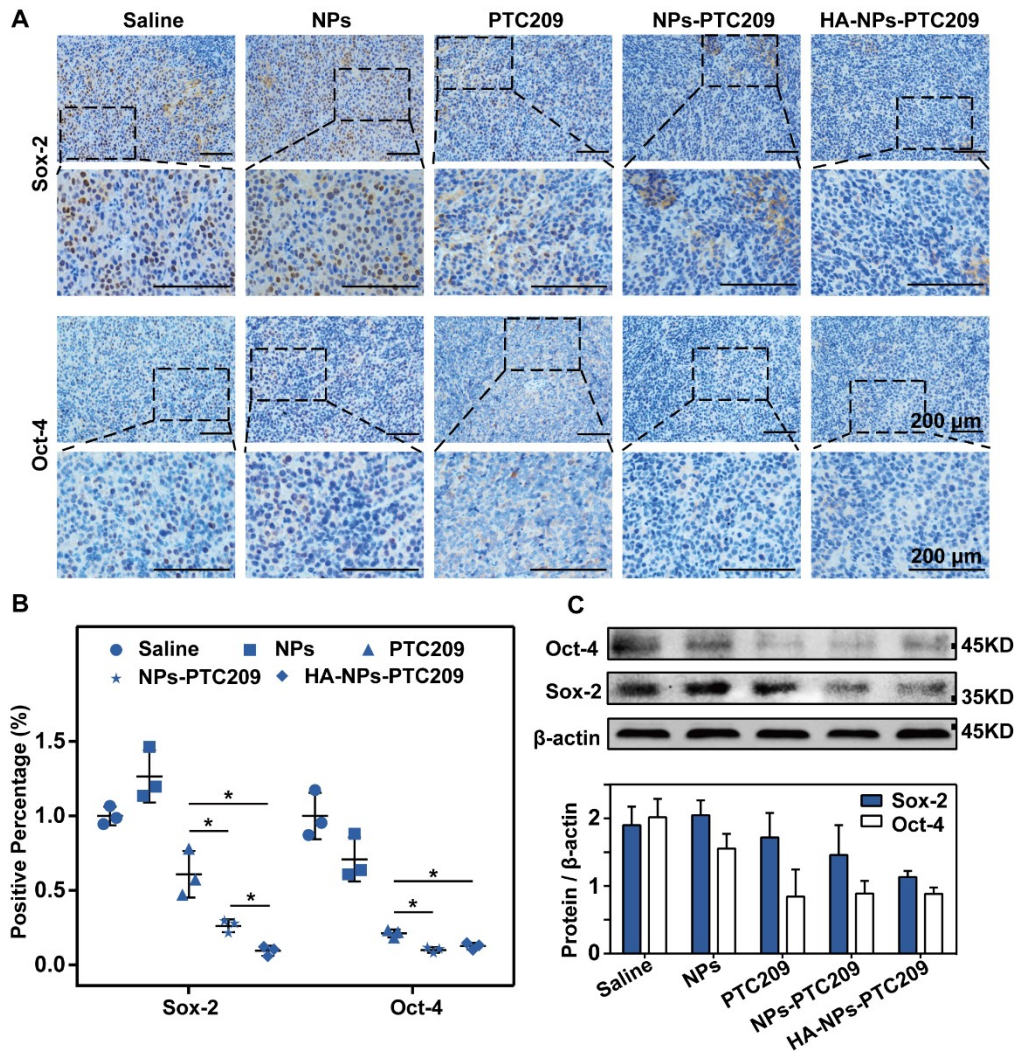 A
Saline NPs PTC209 NPs-PTC209 HA-NPs-PTC209
Sox-2
Oct-4
200 μm
200 μm
B
Saline NPs PTC209
NPs-PTC209 HA-NPs-PTC209
Positive Percentage (%)
1.5
1.0
0.5
0.0
* * *
* *
Sox-2 Oct-4
C
Oct-4 45KD
Sox-2 35KD
β-actin 45KD
Protein / β-actin
2
1
0
Sox-2
Oct-4
Saline NPs PTC209 NPs-PTC209 HA-NPs-PTC209